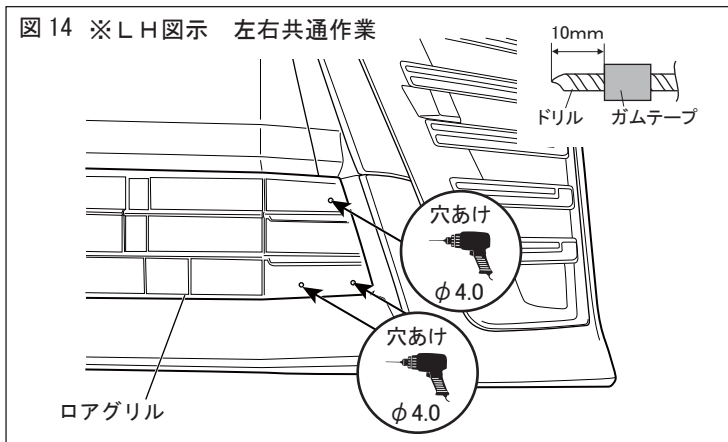 図 14 ※ＬＨ図示　左右共通作業
10mm
ドリル　ガムテープ
穴あけ
φ4.0
穴あけ
φ4.0
ロアグリル